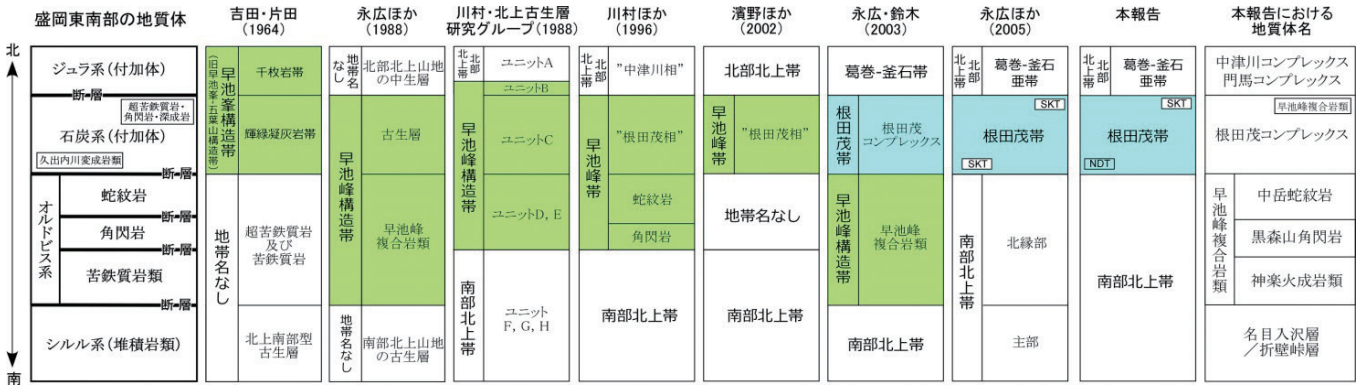 盛岡東南部の地質体
北
南
ジュラ系(付加体)
断層
超苦鉄質岩・
角閃岩・深成岩
石炭系(付加体)
久出内川変成岩類
断層
オルドビス系
蛇紋岩
断層
角閃岩
断層
苦鉄質岩類
断層
シルル系(堆積岩類)
吉田・片田
(1964)
早池峯構造帯
(旧早池峯-五葉山構造帯)
千枚岩帯
輝緑凝灰岩帯
地帯名なし
超苦鉄質岩
及び
苦鉄質岩
北上南部型
古生層
永広ほか
(1988)
地帯名
なし
北部北上山地
の中生層
早池峰構造帯
古生層
早池峰
複合岩類
地帯名なし
南部北上山地
の古生層
川村・北上古生層
研究グループ(1988)
北部
北上帯
ユニットA
早池峰構造帯
ユニットB
ユニットC
ユニットD, E
南部北上帯
ユニット
F, G, H
川村ほか
(1996)
北部
北上帯
"中津川相"
早池峰帯
"根田茂相"
蛇紋岩
角閃岩
南部北上帯
濱野ほか
(2002)
北部北上帯
早池峰帯
"根田茂相"
地帯名なし
南部北上帯
永広・鈴木
(2003)
葛巻-釜石帯
根田茂帯
根田茂
コンプレックス
早池峰構造帯
早池峰
複合岩類
南部北上帯
永広ほか
(2005)
北部
北上帯
葛巻-釜石
亜帯
SKT
根田茂帯
SKT
南部北上帯
北縁部
主部
本報告
北部
北上帯
葛巻-釜石
亜帯
SKT
根田茂帯
NDT
南部北上帯
本報告における
地質体名
中津川コンプレックス
門馬コンプレックス
早池峰複合岩類
根田茂コンプレックス
早池峰複合岩類
中岳蛇紋岩
黒森山角閃岩
神楽火成岩類
名目入沢層
/折壁峠層